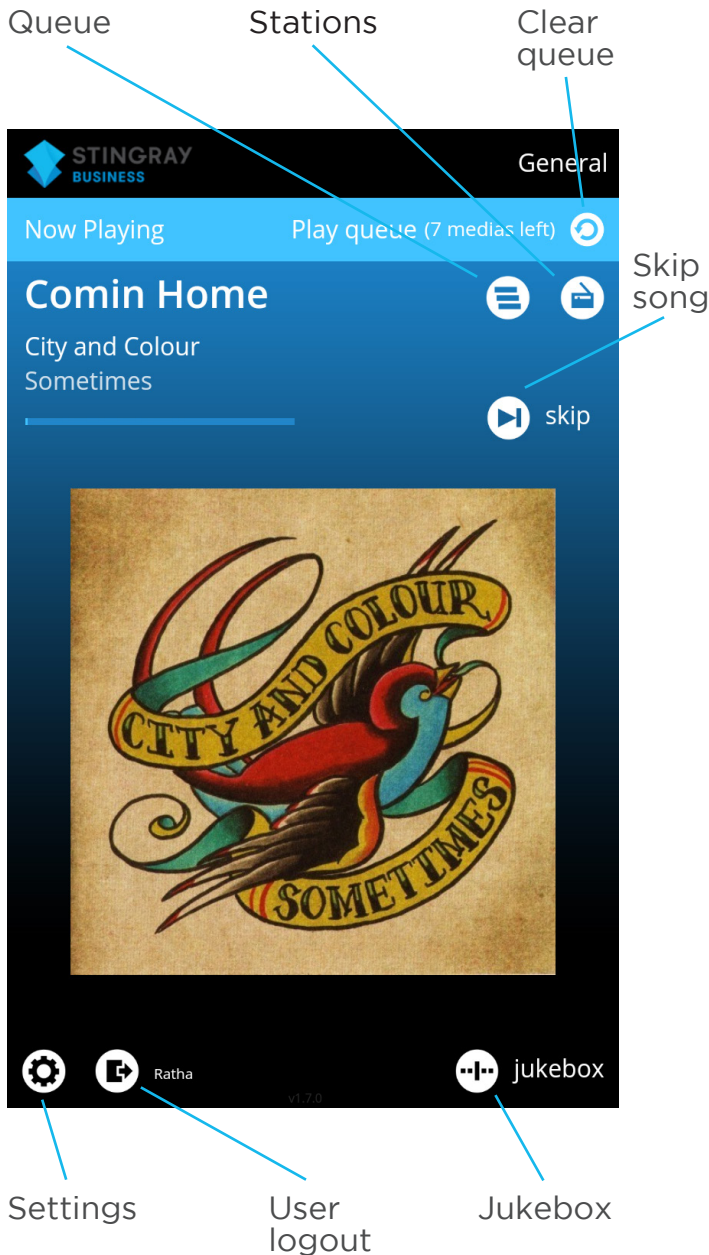 Queue
Stations
Clear
queue
STINGRAY
BUSINESS
General
Now Playing
Play queue (7 medias left)
Skip
song
Comin Home
City and Colour
Sometimes
skip
CITY AND COLOUR
SOMETIMES
Ratha
v1.7.0
jukebox
Settings
User
logout
Jukebox